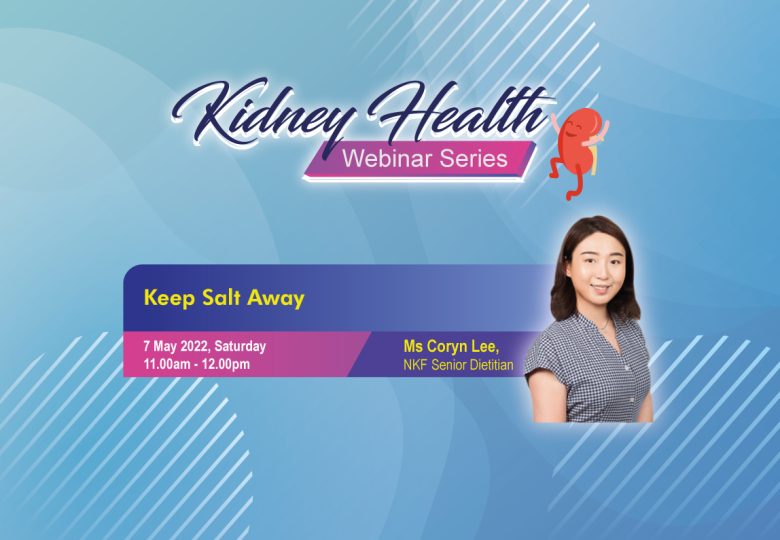 Kidney Health
Webinar Series
Keep Salt Away
7 May 2022, Saturday
11.00am - 12.00pm
Ms Coryn Lee,
NKF Senior Dietitian